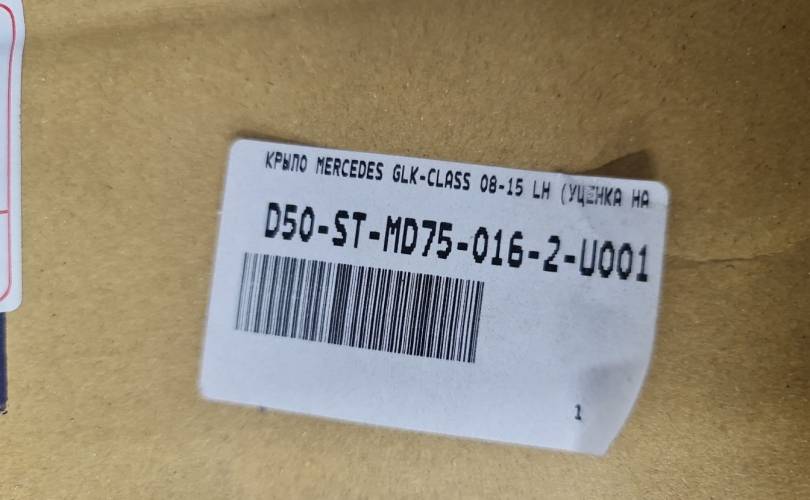 КРЫЛО MERCEDES GLK-CLASS 08-15 LH (УЦЕНКА НА
D50-ST-MD75-016-2-U001
1